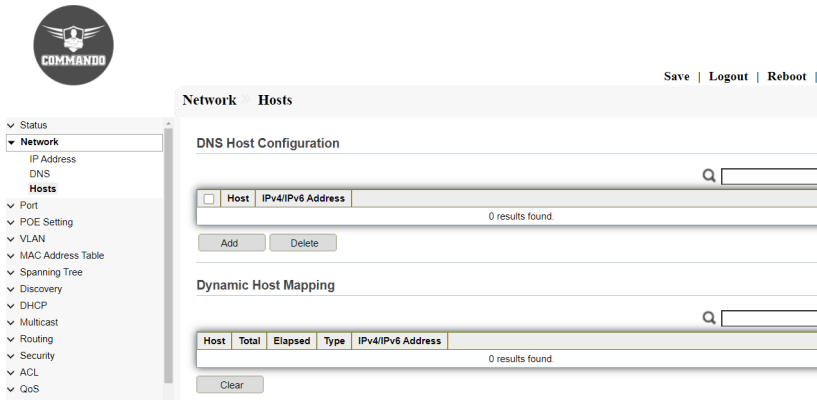 COMMANDO
Save | Logout | Reboot |
Network » Hosts
Status
Network
IP Address
DNS
Hosts
Port
POE Setting
VLAN
MAC Address Table
Spanning Tree
Discovery
DHCP
Multicast
Routing
Security
ACL
QoS
DNS Host Configuration
Host IPv4/IPv6 Address
0 results found.
Add Delete
Dynamic Host Mapping
Host Total Elapsed Type IPv4/IPv6 Address
0 results found.
Clear